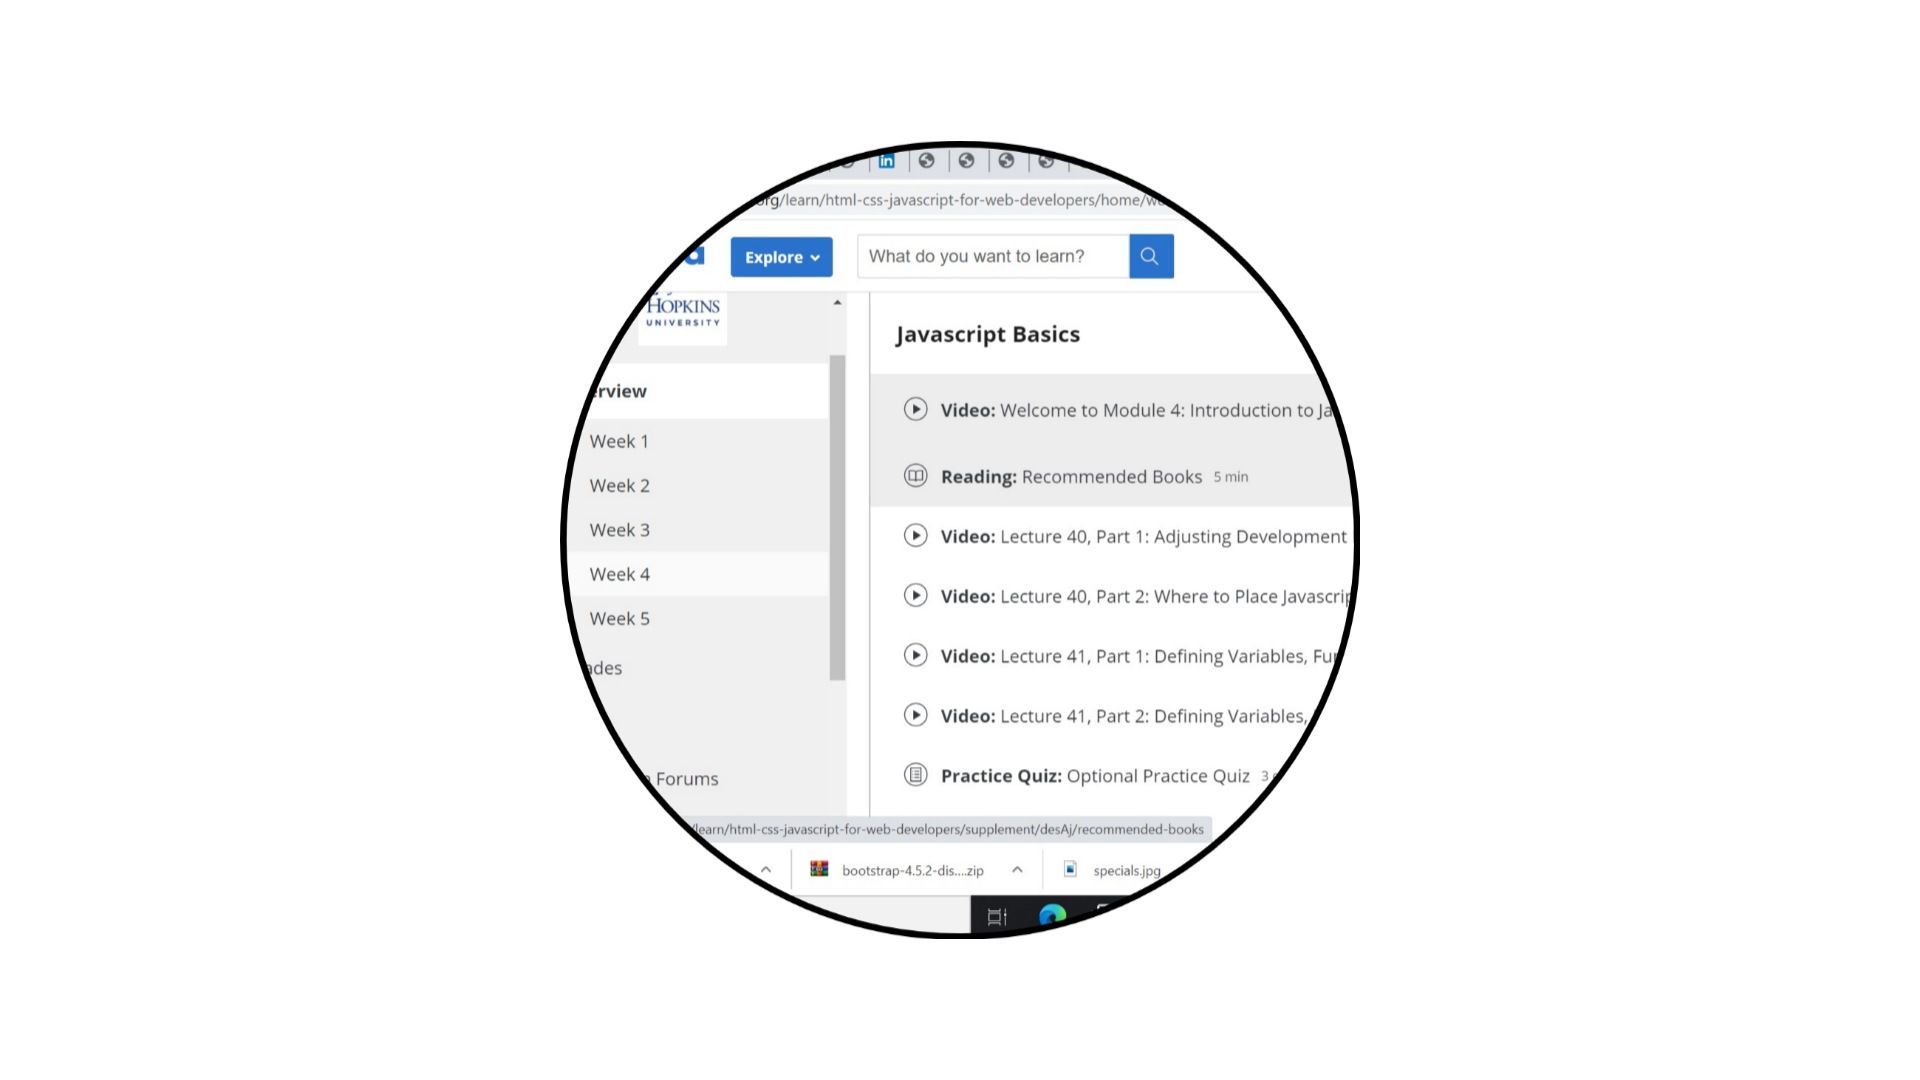 in
org/learn/html-css-javascript-for-web-developers/home/we
a
Explore
What do you want to learn?
HOPKINS
UNIVERSITY
Javascript Basics
rview
Week 1
Week 2
Week 3
Week 4
Week 5
des
Forums
Video: Welcome to Module 4: Introduction to Ja
Reading: Recommended Books 5 min
Video: Lecture 40, Part 1: Adjusting Development
Video: Lecture 40, Part 2: Where to Place Javascrip
Video: Lecture 41, Part 1: Defining Variables, Fu
Video: Lecture 41, Part 2: Defining Variables,
Practice Quiz: Optional Practice Quiz 3
/learn/html-css-javascript-for-web-developers/supplement/desAj/recommended-books
bootstrap-4.5.2-dis....zip
specials.jpg